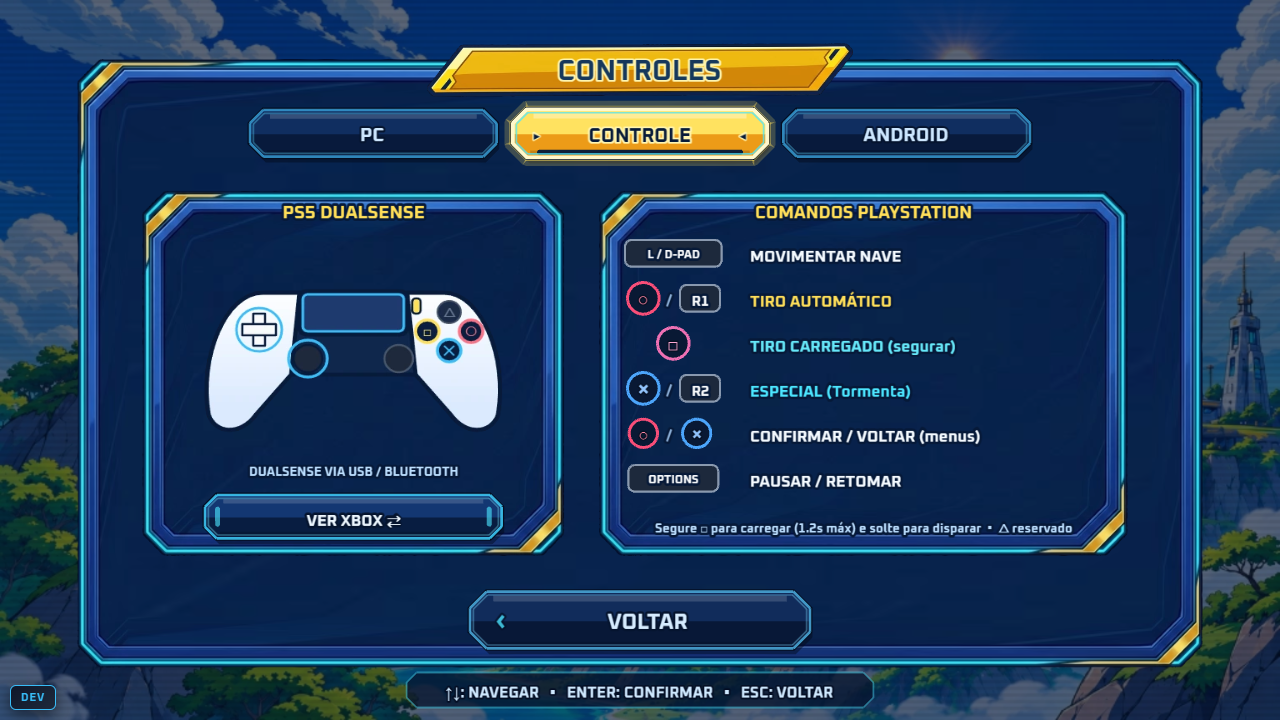 CONTROLES
PC
CONTROLE
ANDROID
PS5 DUALSENSE
DUALSENSE VIA USB / BLUETOOTH
VER XBOX ⇄
COMANDOS PLAYSTATION
L / D-PAD MOVIMENTAR NAVE
○ / R1 TIRO AUTOMÁTICO
□ TIRO CARREGADO (segurar)
✕ / R2 ESPECIAL (Tormenta)
○ / ✕ CONFIRMAR / VOLTAR (menus)
OPTIONS PAUSAR / RETOMAR
Segure □ para carregar (1.2s máx) e solte para disparar • △ reservado
‹ VOLTAR
↑↓: NAVEGAR • ENTER: CONFIRMAR • ESC: VOLTAR
DEV